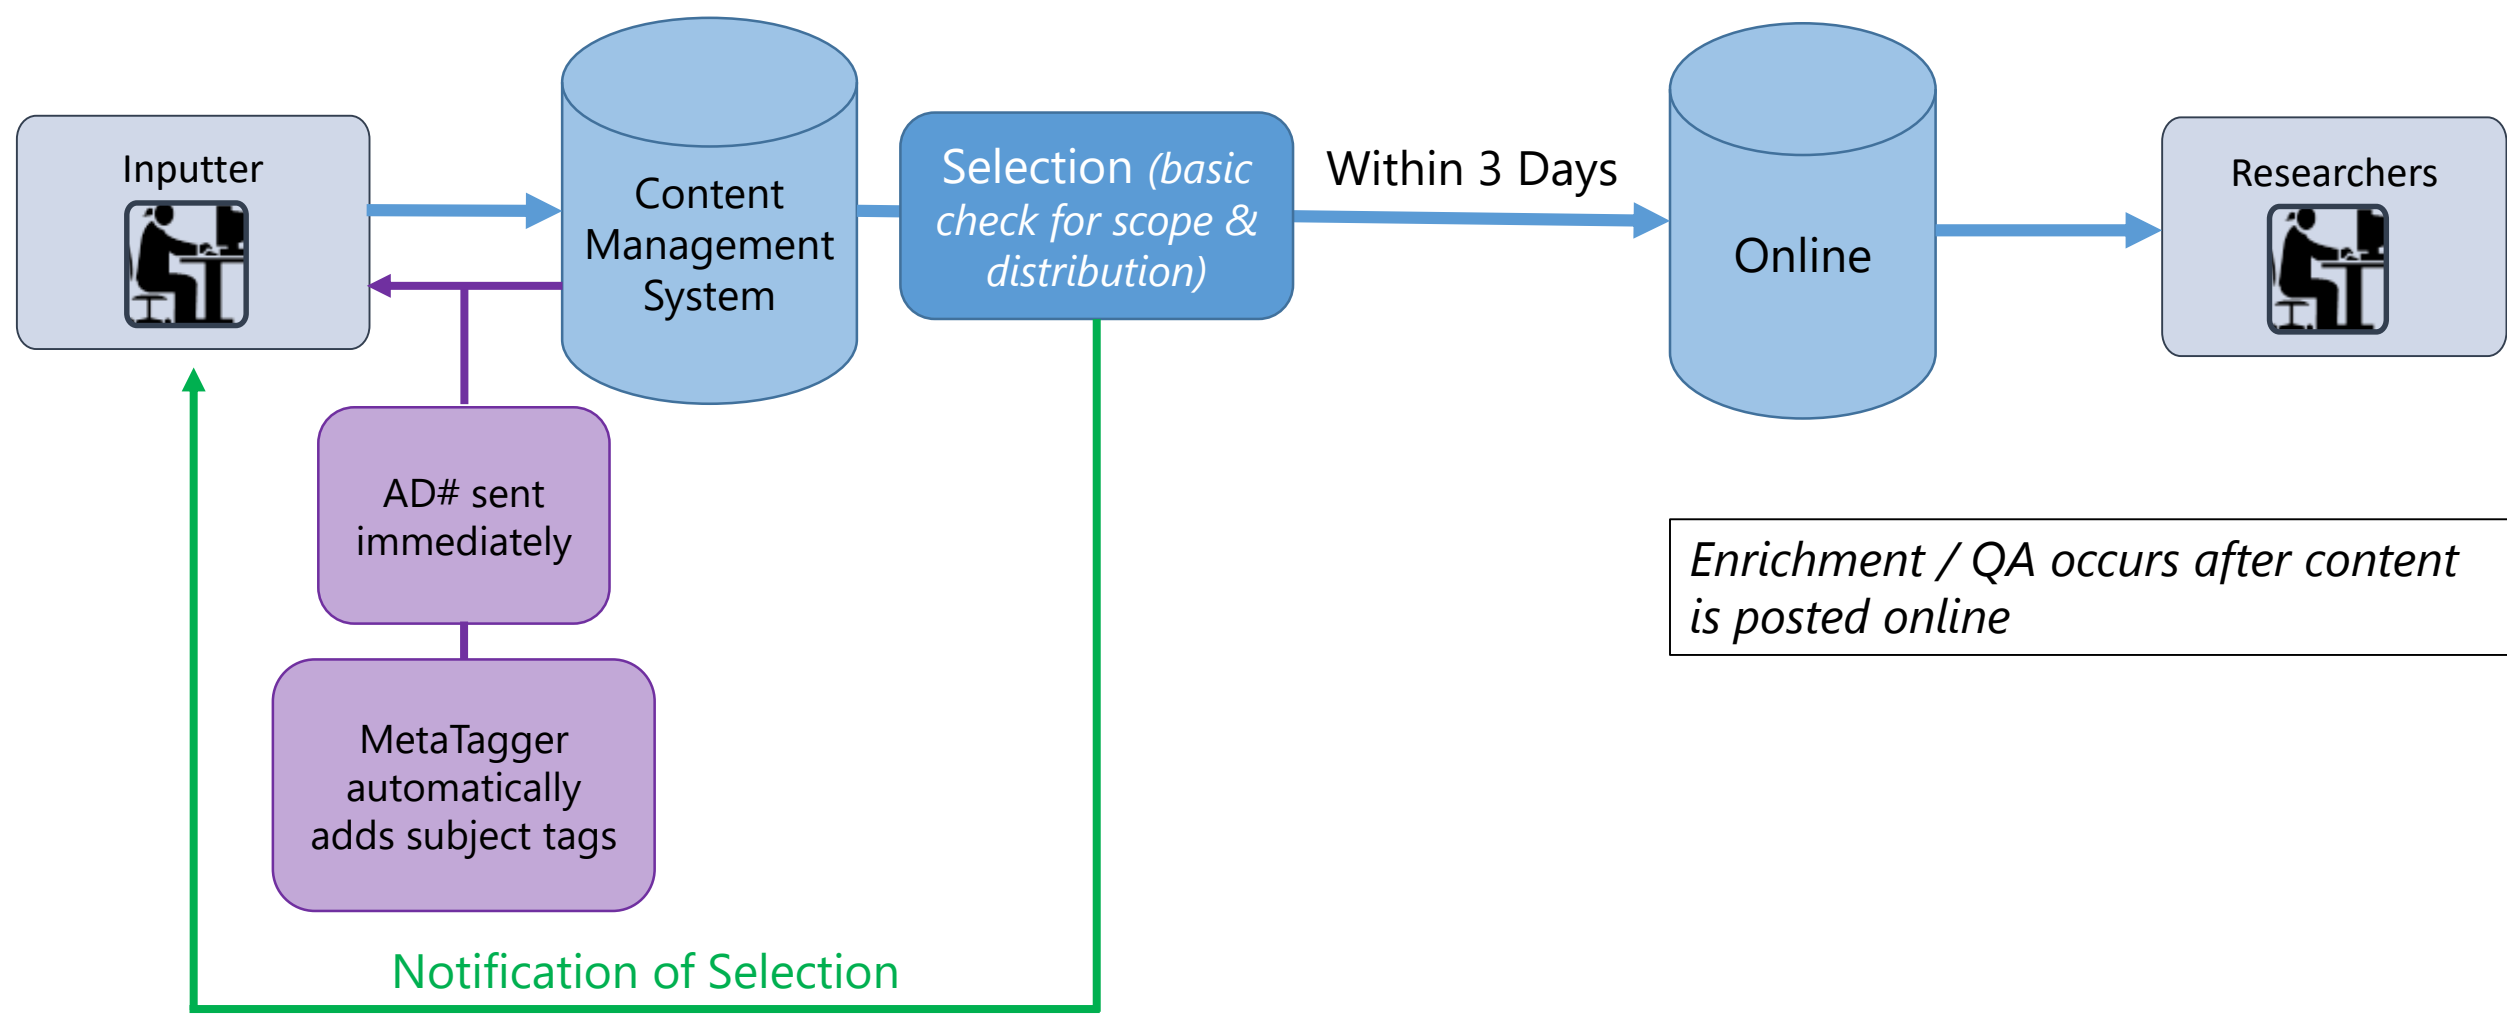 Inputter
Content
Management
System
Selection (basic
check for scope &
distribution)
Within 3 Days
Online
Researchers
AD# sent
immediately
MetaTagger
automatically
adds subject tags
Enrichment / QA occurs after content
is posted online
Notification of Selection